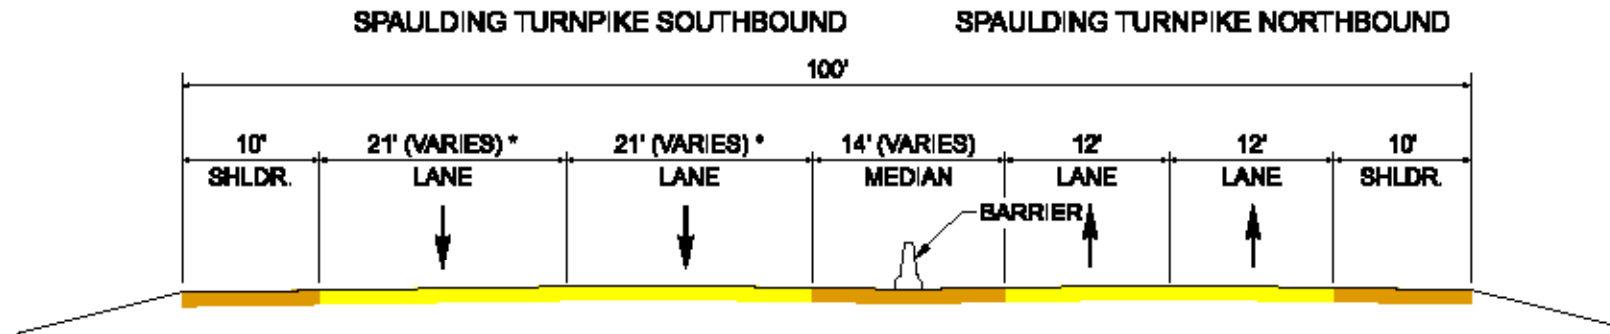 SPAULDING TURNPIKE SOUTHBOUND SPAULDING TURNPIKE NORTHBOUND
100'
10' 21' (VARIES) * 21' (VARIES) * 14' (VARIES) 12' 12' 10'
SHLDR. LANE LANE MEDIAN LANE LANE SHLDR.
BARRIER